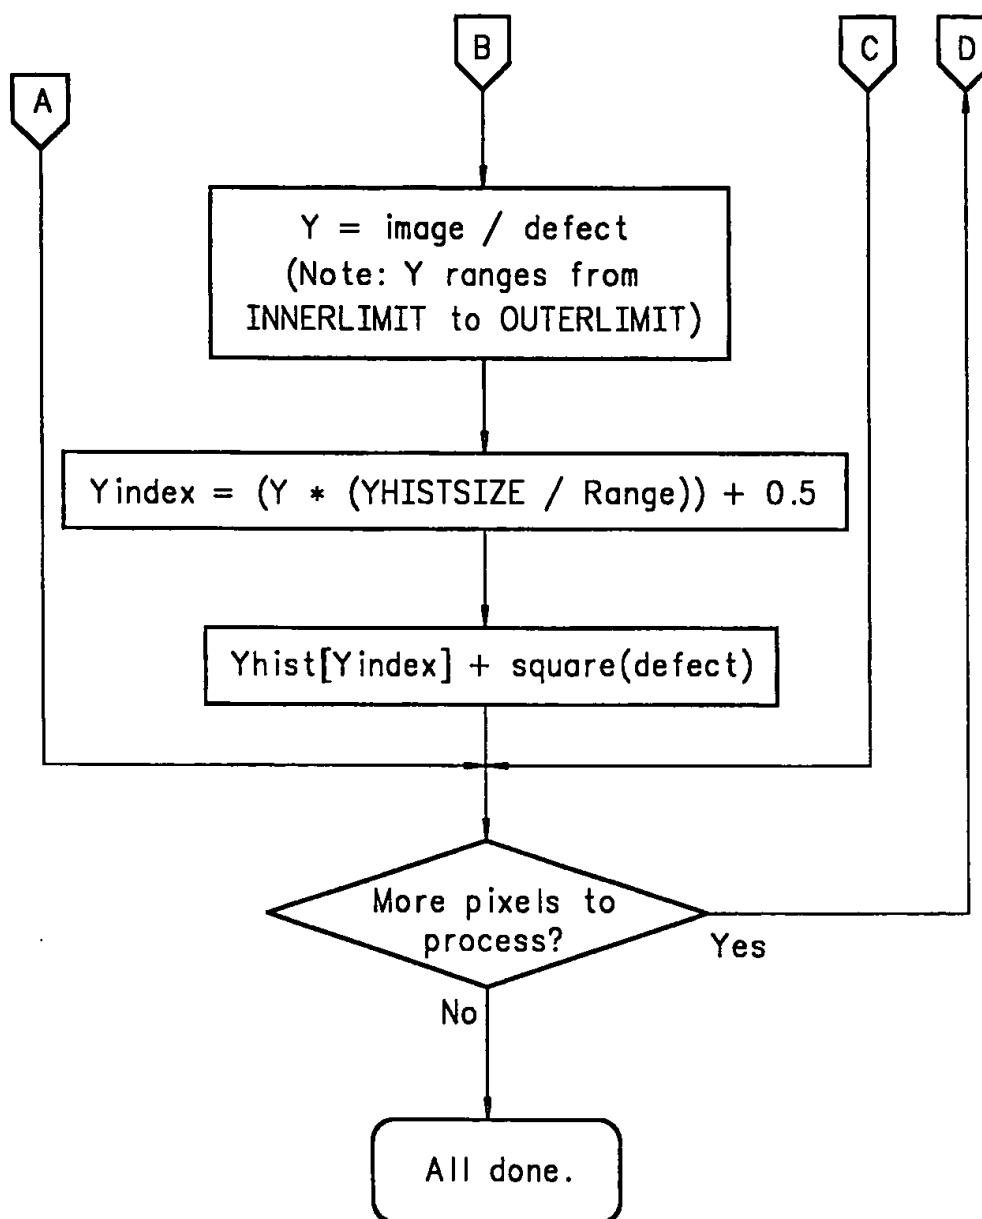 B
C
D
A
Y = image / defect
(Note: Y ranges from
INNERLIMIT to OUTERLIMIT)
Yindex = (Y * (YHISTSIZE / Range)) + 0.5
Yhist[Yindex] + square(defect)
More pixels to
process?
Yes
No
All done.